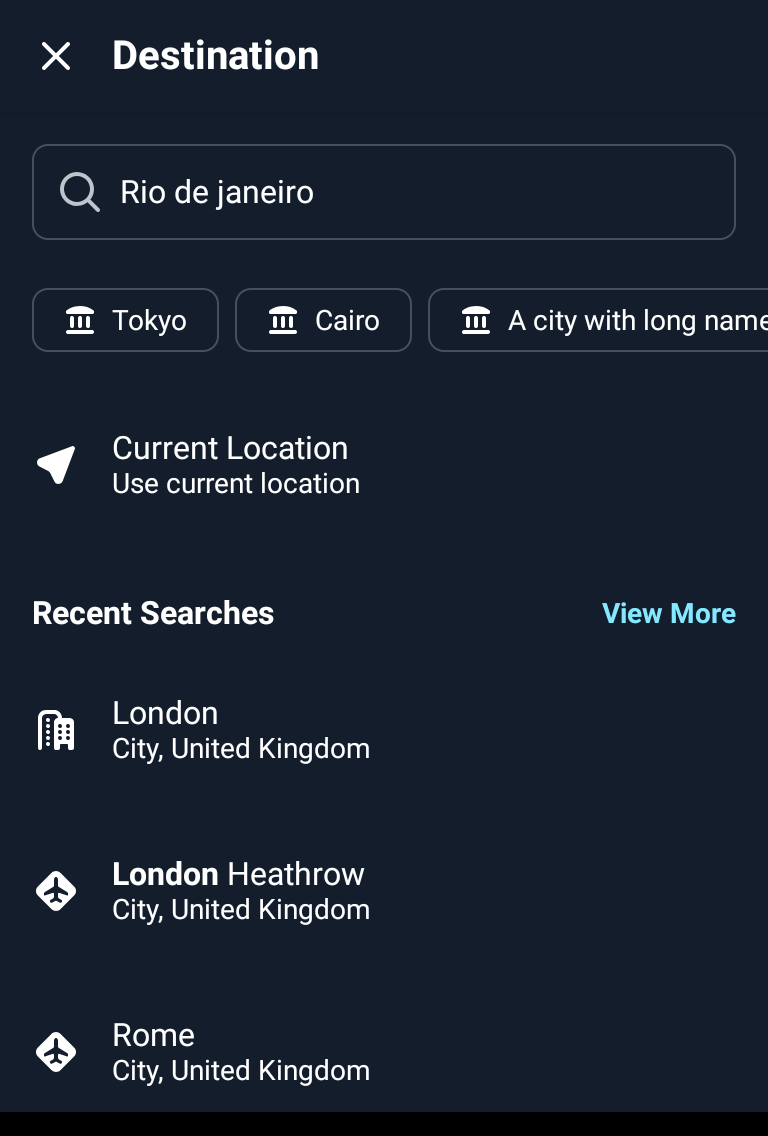 Destination
Rio de janeiro
Tokyo
Cairo
A city with long name
Current Location
Use current location
Recent Searches
View More
London
City, United Kingdom
London Heathrow
City, United Kingdom
Rome
City, United Kingdom